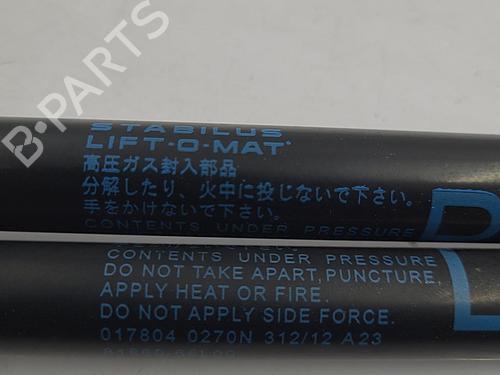 B-PARTS
STABILUS
LIFT-O-MAT
高圧ガス封入部品
分解したり、火中に投じないで下さい。
手をかけないで下さい。
CONTENTS UNDER PRESSURE
CONTENTS UNDER PRESSURE
DO NOT TAKE APART, PUNCTURE,
APPLY HEAT OR FIRE.
DO NOT APPLY SIDE FORCE.
017804 0270N 312/12 A23